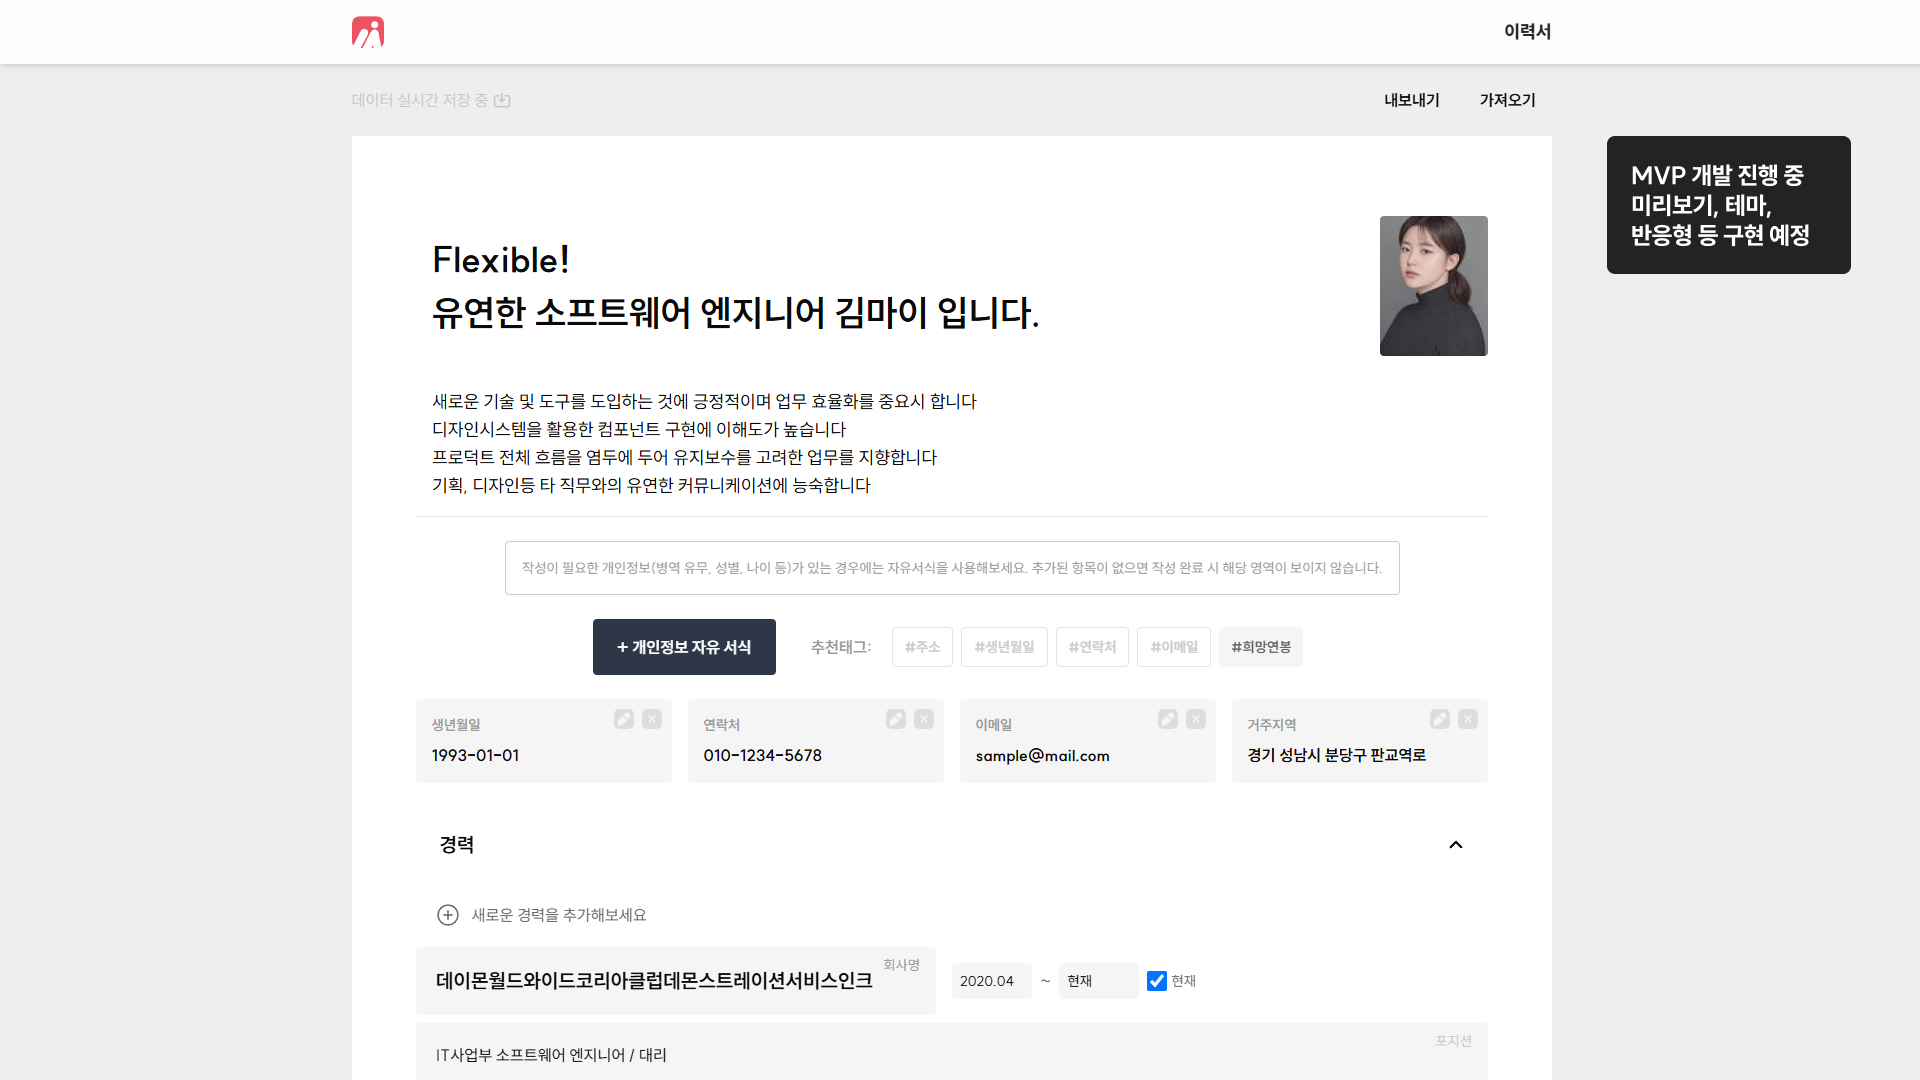 이력서
데이터 실시간 저장 중
내보내기
가져오기
MVP 개발 진행 중
미리보기, 테마,
반응형 등 구현 예정
Flexible!
유연한 소프트웨어 엔지니어 김마이 입니다.
새로운 기술 및 도구를 도입하는 것에 긍정적이며 업무 효율화를 중요시 합니다
디자인시스템을 활용한 컴포넌트 구현에 이해도가 높습니다
프로덕트 전체 흐름을 염두에 두어 유지보수를 고려한 업무를 지향합니다
기획, 디자인등 타 직무와의 유연한 커뮤니케이션에 능숙합니다
작성이 필요한 개인정보(병역 유무, 성별, 나이 등)가 있는 경우에는 자유서식을 사용해보세요. 추가된 항목이 없으면 작성 완료 시 해당 영역이 보이지 않습니다.
+ 개인정보 자유 서식
추천태그:
#주소
#생년월일
#연락처
#이메일
#희망연봉
생년월일
1993-01-01
연락처
010-1234-5678
이메일
sample@mail.com
거주지역
경기 성남시 분당구 판교역로
경력
새로운 경력을 추가해보세요
회사명
데이몬월드와이드코리아클럽데몬스트레이션서비스인크
2020.04 ~ 현재
현재
포지션
IT사업부 소프트웨어 엔지니어 / 대리